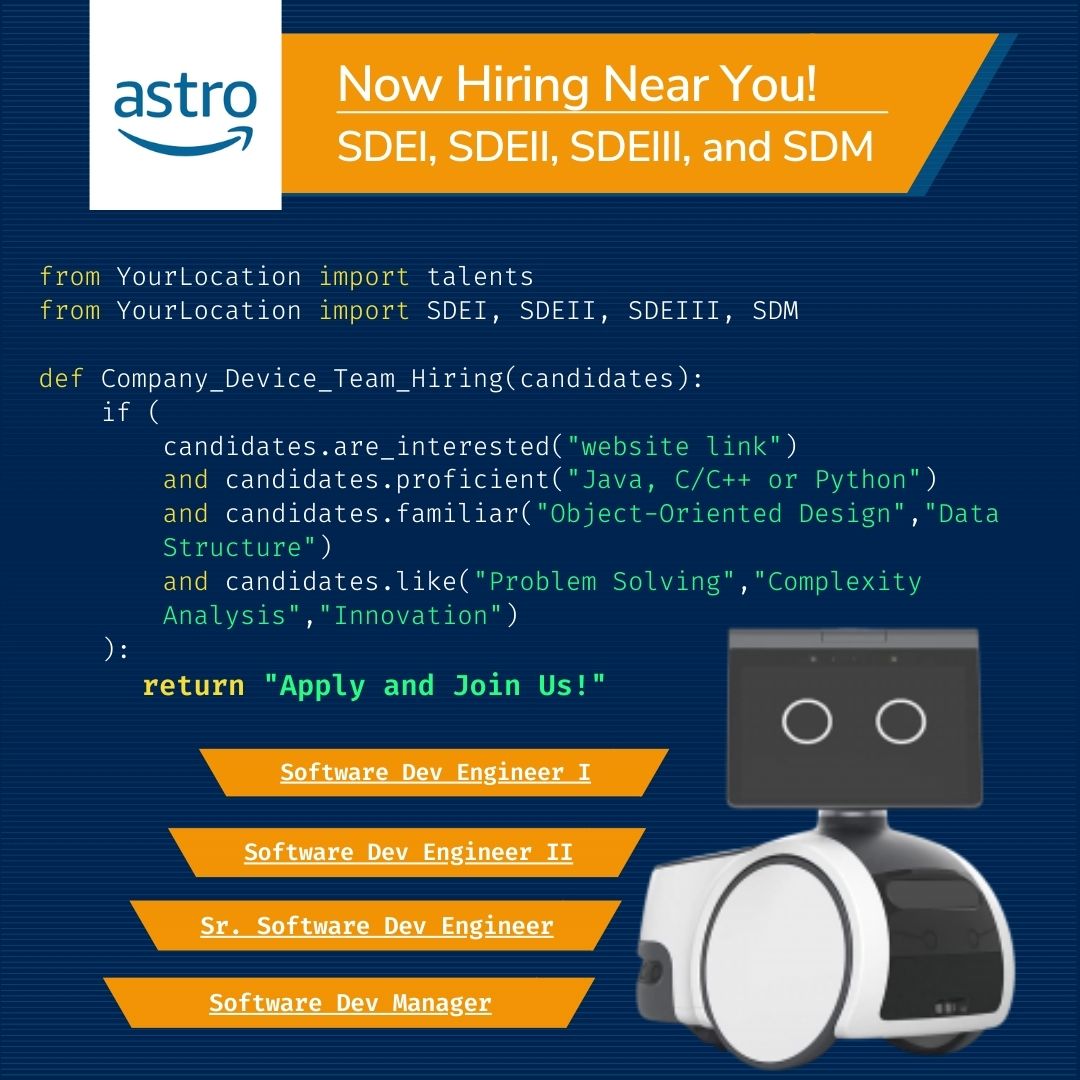 astro
Now Hiring Near You!
SDEI, SDEII, SDEIII, and SDM
from YourLocation import talents
from YourLocation import SDEI, SDEII, SDEIII, SDM
def Company_Device_Team_Hiring(candidates):
if (
candidates.are_interested("website link")
and candidates.proficient("Java, C/C++ or Python")
and candidates.familiar("Object-Oriented Design","Data
Structure")
and candidates.like("Problem Solving","Complexity
Analysis","Innovation")
):
return "Apply and Join Us!"
Software Dev Engineer I
Software Dev Engineer II
Sr. Software Dev Engineer
Software Dev Manager